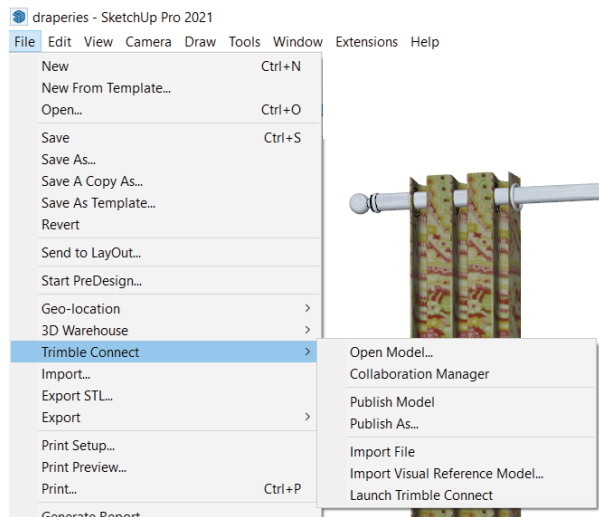 draperies - SketchUp Pro 2021
File Edit View Camera Draw Tools Window Extensions Help
New Ctrl+N
New From Template...
Open... Ctrl+O
Save Ctrl+S
Save As...
Save A Copy As...
Save As Template...
Revert
Send to LayOut...
Start PreDesign...
Geo-location
3D Warehouse
Trimble Connect
Import...
Export STL...
Export
Print Setup...
Print Preview...
Print... Ctrl+P
Generate Report
Open Model...
Collaboration Manager
Publish Model
Publish As...
Import File
Import Visual Reference Model...
Launch Trimble Connect